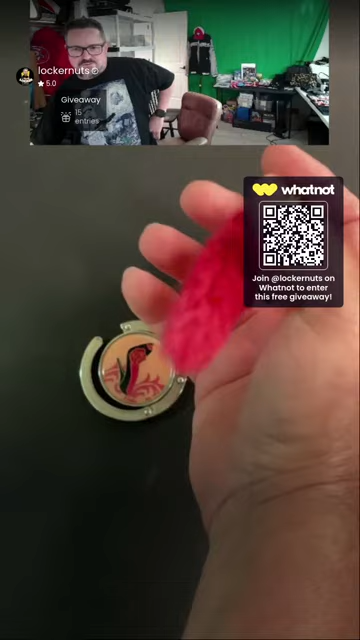 lockernuts
★ 5.0
Giveaway
15
entries
whatnot
Join @lockernuts on
Whatnot to enter
this free giveaway!